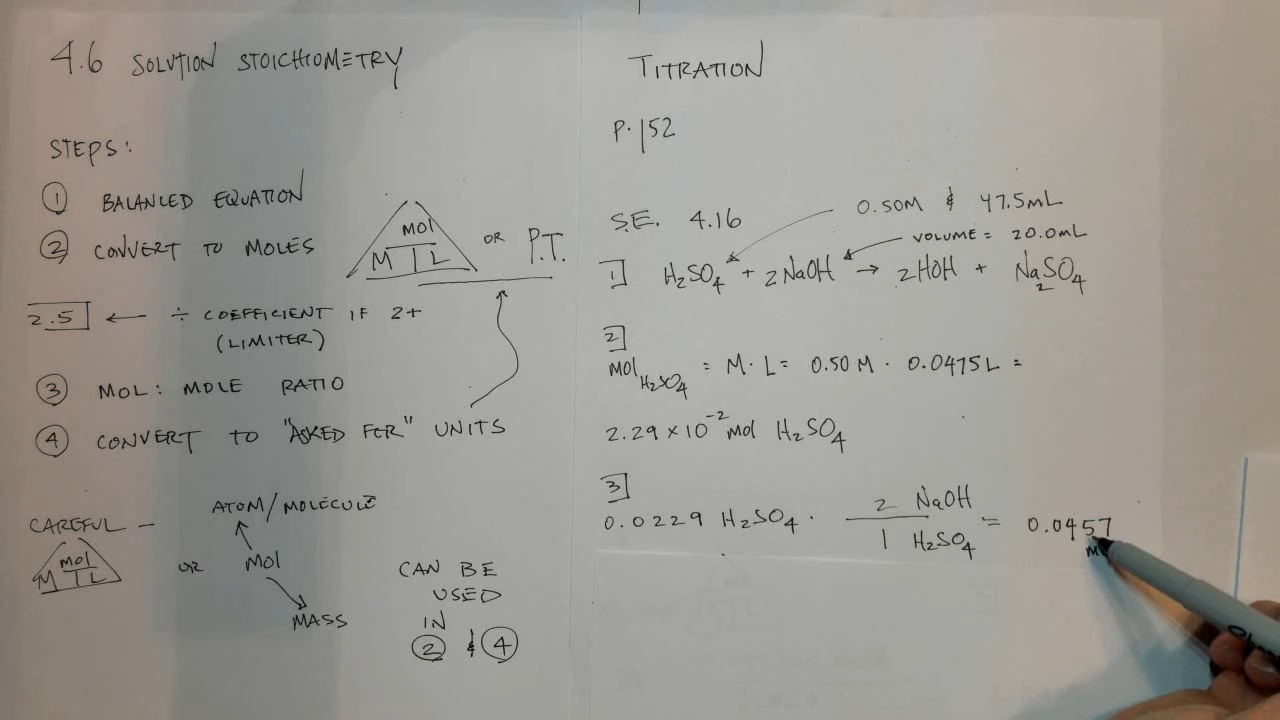 4.6 SOLUTION STOICHIOMETRY
STEPS:
① BALANCED EQUATION
② CONVERT TO MOLES
mol
M L
OR P.T.
2.5 ← ÷ COEFFICIENT IF 2+
(LIMITER)
③ MOL: MOLE RATIO
④ CONVERT TO "ASKED FOR" UNITS
CAREFUL -
mol
M L
OR
ATOM/MOLECULE
mol
MASS
CAN BE
USED
IN
② & ④
TITRATION
P. 152
S.E. 4.16
0.50M & 47.5mL
VOLUME = 20.0mL
1 H₂SO₄ + 2NaOH → 2HOH + Na₂SO₄
2
mol H₂SO₄ = M · L = 0.50 M · 0.0475L =
2.29 × 10⁻² mol H₂SO₄
3
0.0229 H₂SO₄ · 2 NaOH / 1 H₂SO₄ = 0.0457
M